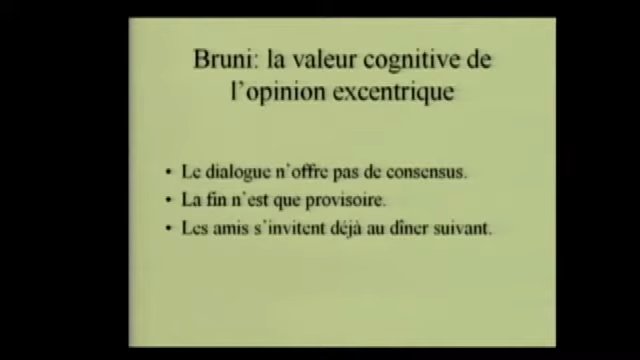 Bruni: la valeur cognitive de
l’opinion excentrique
• Le dialogue n’offre pas de consensus.
• La fin n’est que provisoire.
• Les amis s’invitent déjà au dîner suivant.